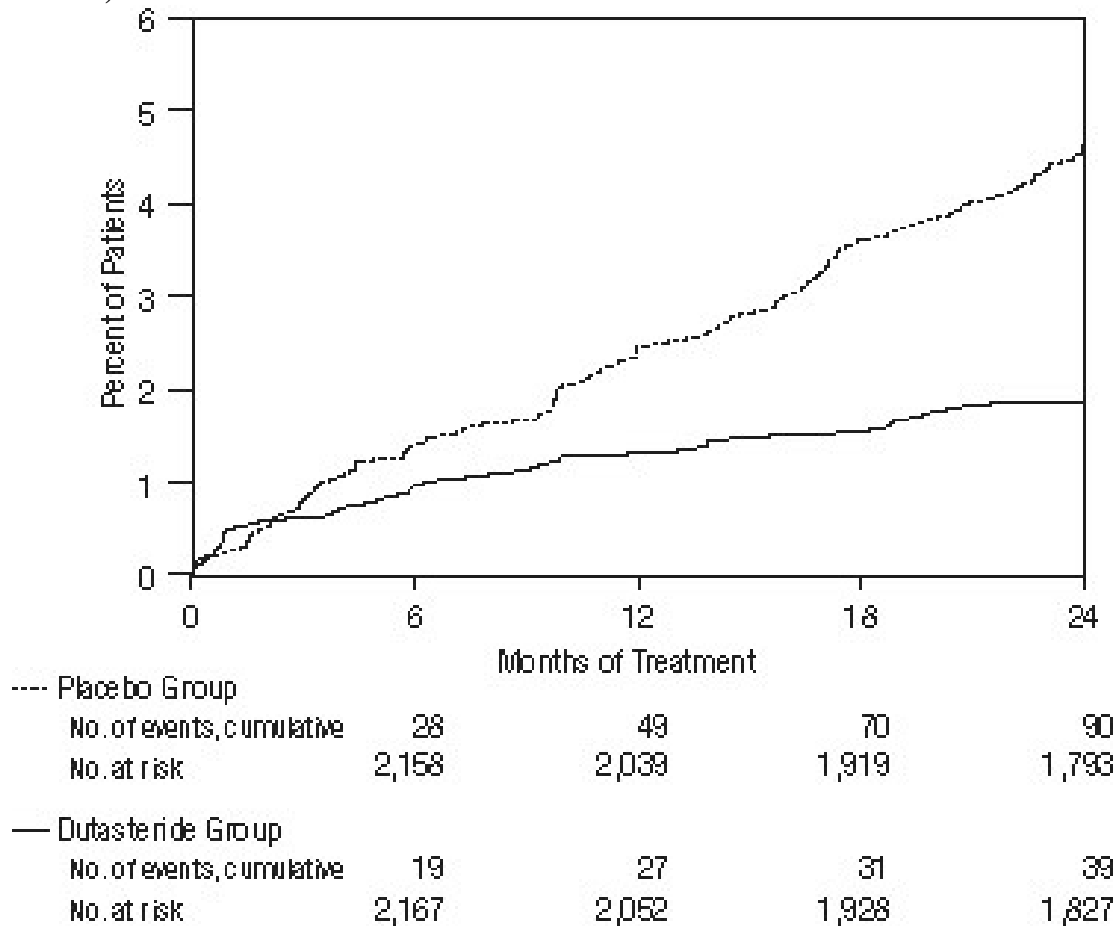 6
5
4
3
2
1
0
Percent of Patients
0 6 12 18 24
Months of Treatment
---- Placebo Group
No. of events, cumulative 28 49 70 90
No. at risk 2,158 2,039 1,919 1,793
— Dutasteride Group
No. of events, cumulative 19 27 31 39
No. at risk 2,167 2,052 1,928 1,827